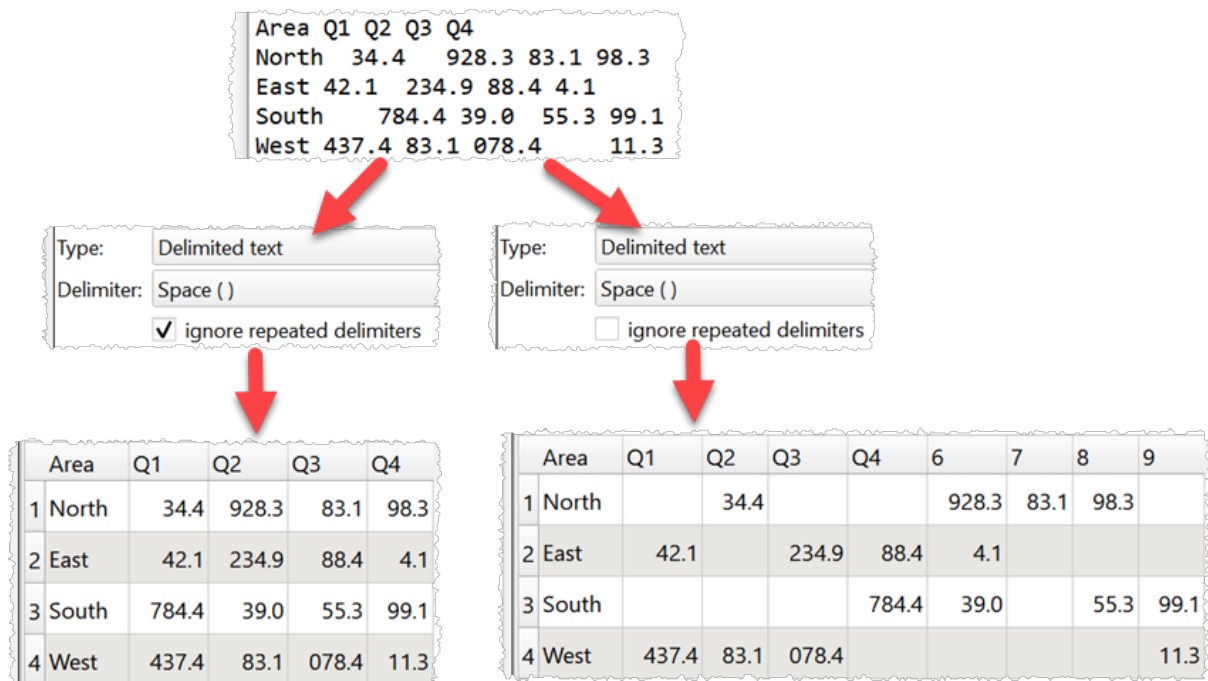 Area Q1 Q2 Q3 Q4
North  34.4   928.3 83.1 98.3
East 42.1  234.9 88.4 4.1
South    784.4 39.0  55.3 99.1
West 437.4 83.1 078.4     11.3
Type: Delimited text
Delimiter: Space ( )
✓ ignore repeated delimiters
Type: Delimited text
Delimiter: Space ( )
ignore repeated delimiters
Area Q1 Q2 Q3 Q4
1 North 34.4 928.3 83.1 98.3
2 East 42.1 234.9 88.4 4.1
3 South 784.4 39.0 55.3 99.1
4 West 437.4 83.1 078.4 11.3
Area Q1 Q2 Q3 Q4 6 7 8 9
1 North 34.4 928.3 83.1 98.3
2 East 42.1 234.9 88.4 4.1
3 South 784.4 39.0 55.3 99.1
4 West 437.4 83.1 078.4 11.3